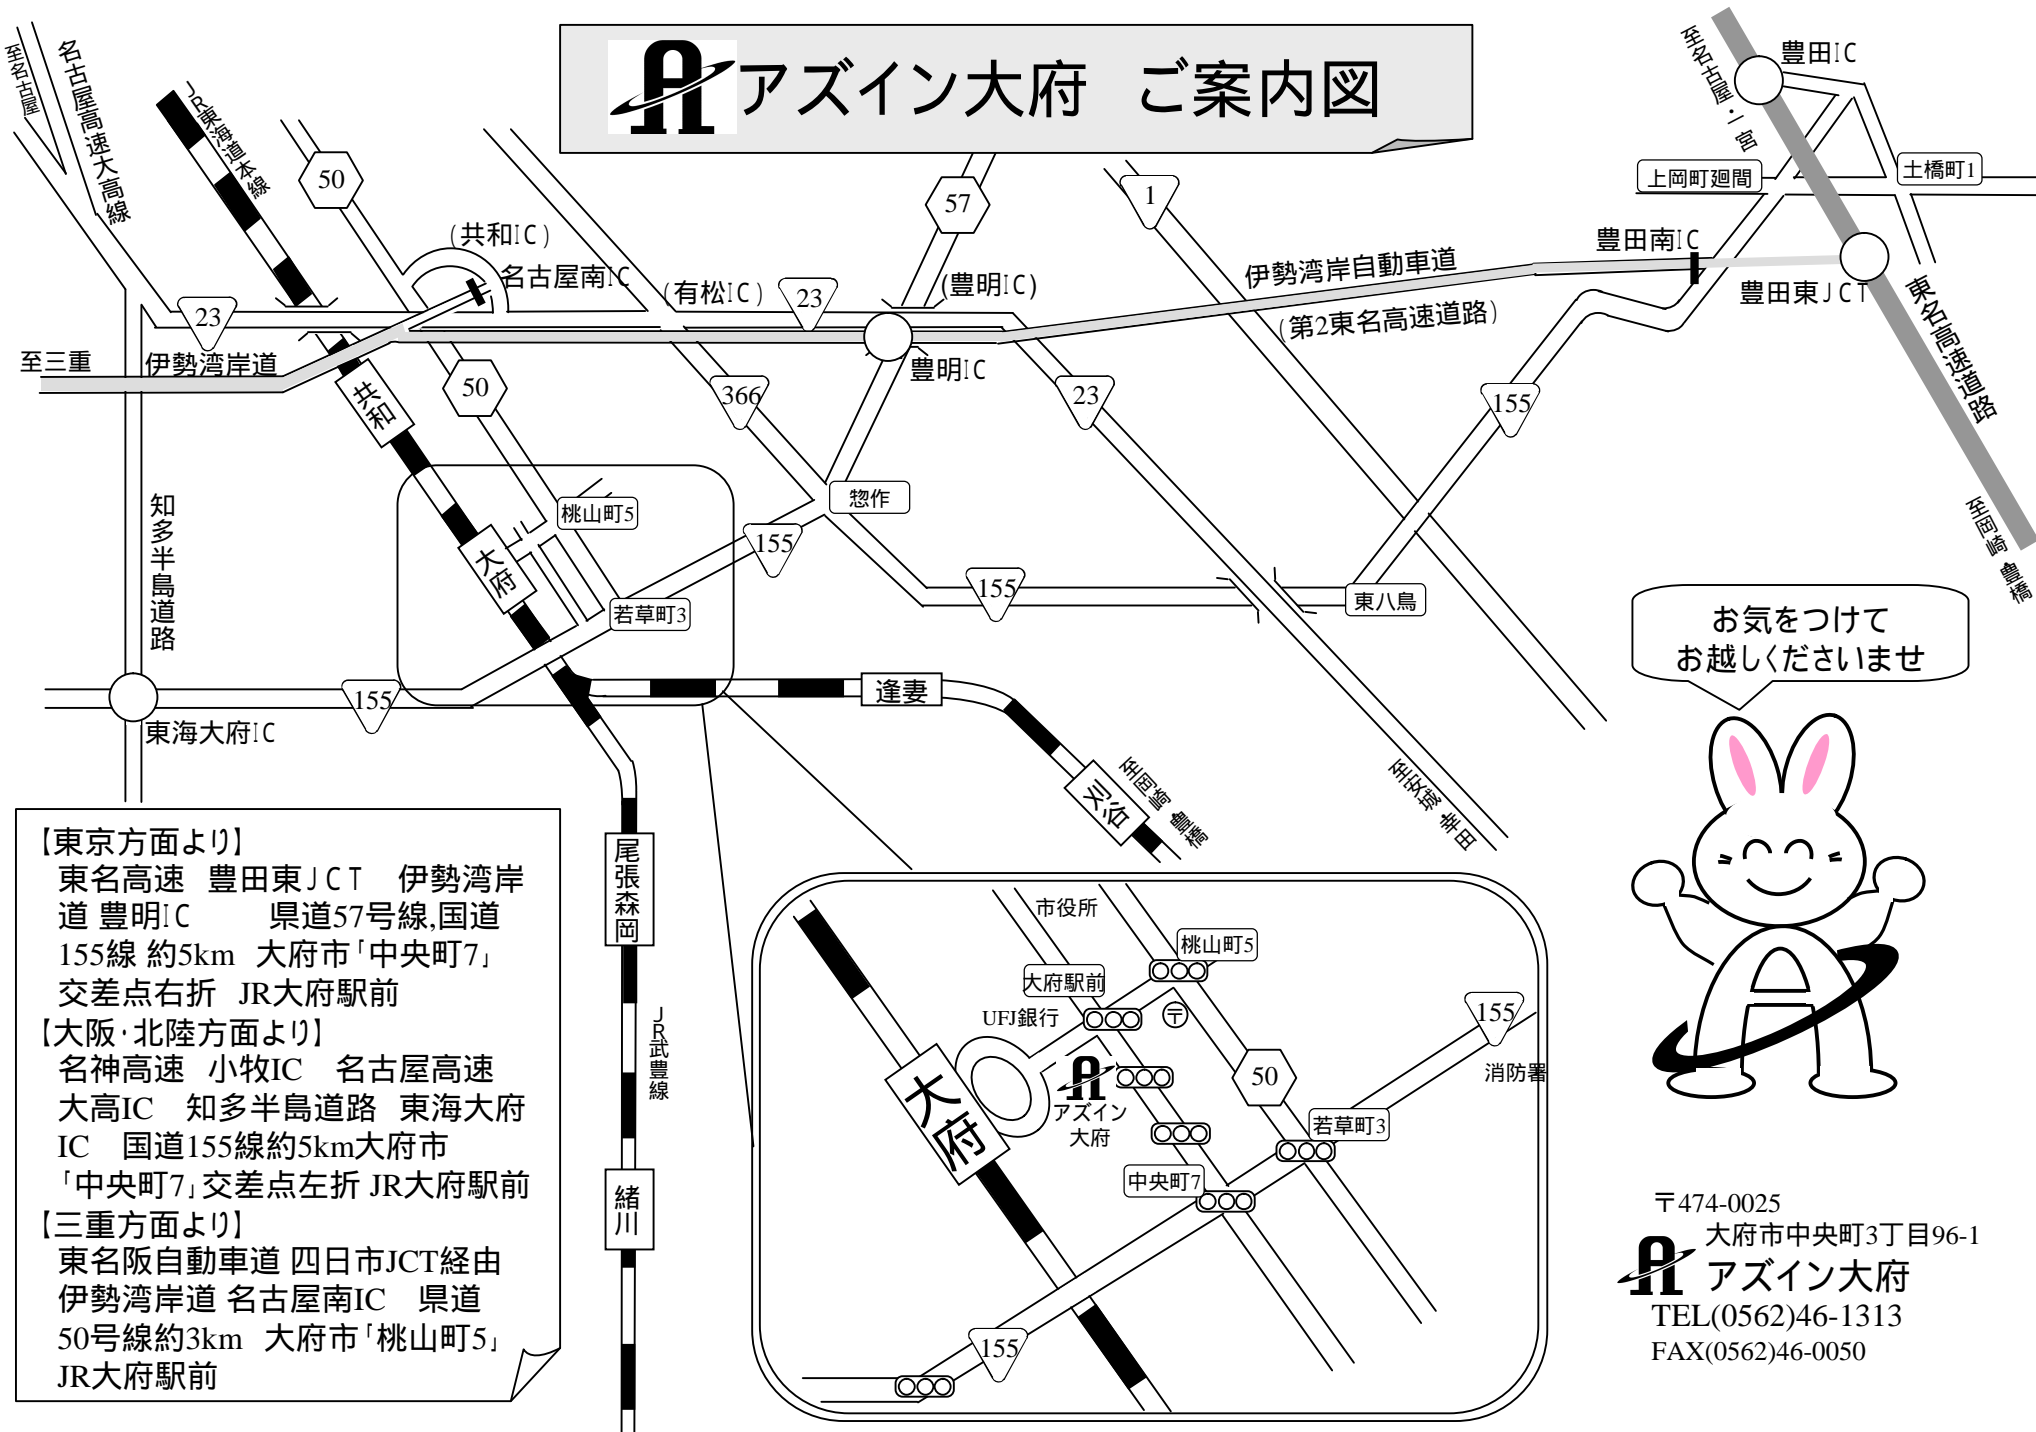 アズイン大府　ご案内図
至名古屋
名古屋高速大高線
JR東海道本線
50
(共和IC)
名古屋南IC
(有松IC)
23
23
57
(豊明IC)
豊明IC
1
伊勢湾岸自動車道
(第2東名高速道路)
至名古屋・一宮
豊田IC
上岡町廻間
土橋町1
豊田南IC
豊田東JCT
東名高速道路
至岡崎 豊橋
至三重
伊勢湾岸道
共和
50
366
23
155
知多半島道路
桃山町5
惣作
大府
155
155
若草町3
東八鳥
155
東海大府IC
逢妻
刈谷
至岡崎 豊橋
至安城 幸田
尾張森岡
JR武豊線
緒川
お気をつけて
お越しくださいませ
【東京方面より】
東名高速　豊田東JCT　伊勢湾岸
道 豊明IC　　県道57号線,国道
155線 約5km　大府市「中央町7」
交差点右折　JR大府駅前
【大阪・北陸方面より】
名神高速　小牧IC　名古屋高速
大高IC　知多半島道路　東海大府
IC　国道155線約5km大府市
「中央町7」交差点左折 JR大府駅前
【三重方面より】
東名阪自動車道 四日市JCT経由
伊勢湾岸道 名古屋南IC　県道
50号線約3km　大府市「桃山町5」
JR大府駅前
市役所
桃山町5
大府駅前
UFJ銀行
〒
155
50
消防署
大府
アズイン
大府
若草町3
中央町7
155
〒474-0025
大府市中央町3丁目96-1
アズイン大府
TEL(0562)46-1313
FAX(0562)46-0050